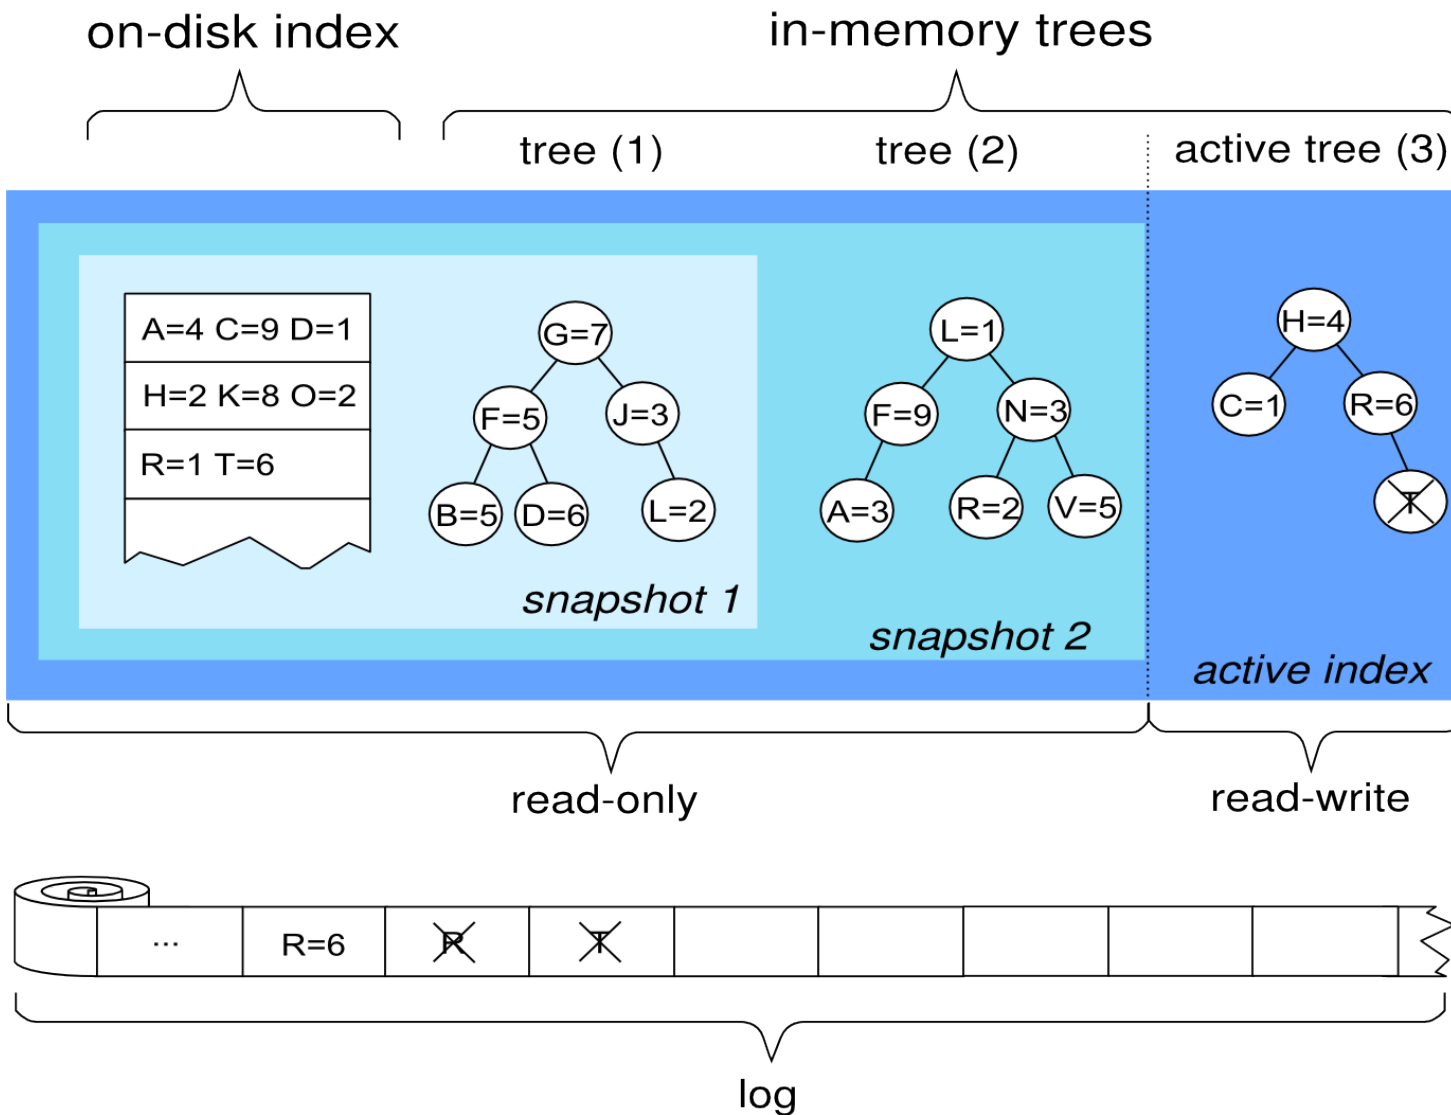 on-disk index
in-memory trees
tree (1)
tree (2)
active tree (3)
A=4 C=9 D=1
H=2 K=8 O=2
R=1 T=6
G=7
F=5
J=3
B=5
D=6
L=2
snapshot 1
L=1
F=9
N=3
A=3
R=2
V=5
snapshot 2
H=4
C=1
R=6
T
active index
read-only
read-write
...
R=6
R
T
log